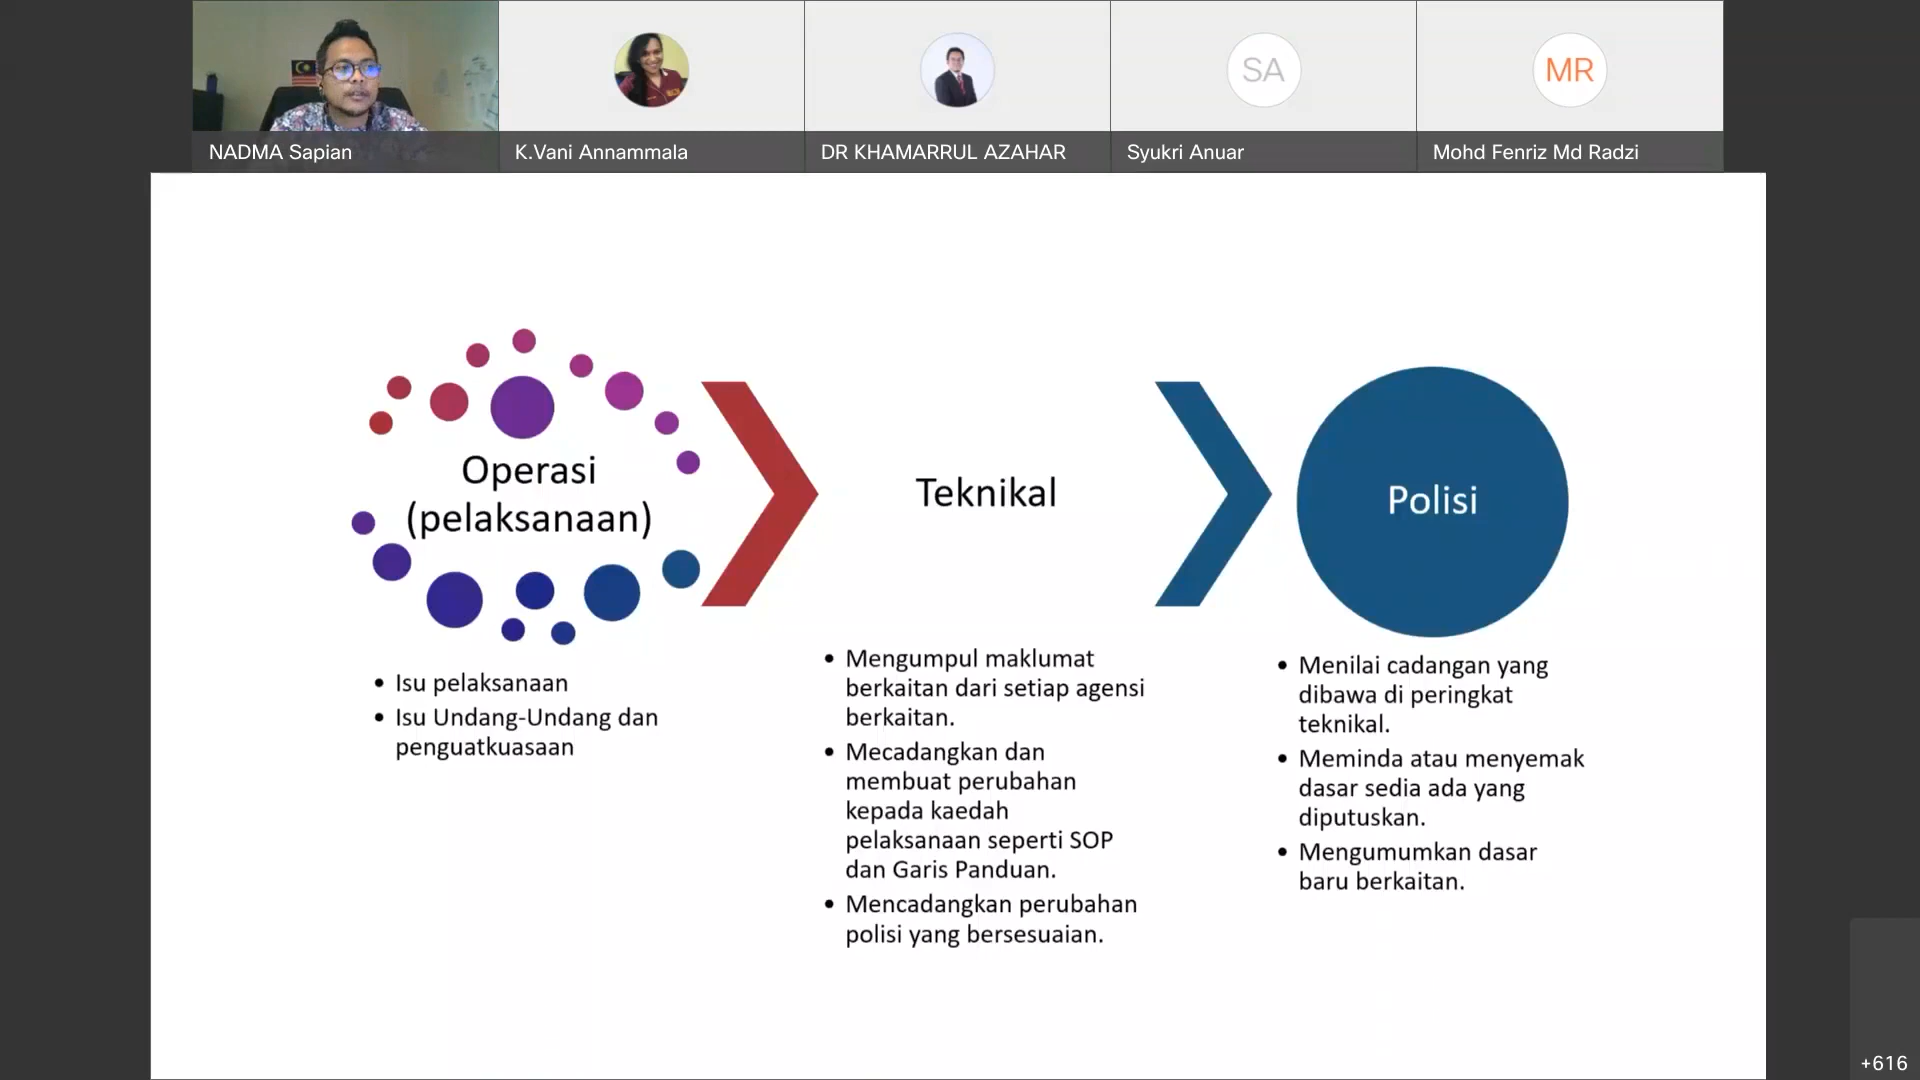 NADMA Sapian
K.Vani Annammala
DR KHAMARRUL AZAHAR
SA
Syukri Anuar
MR
Mohd Fenriz Md Radzi
Operasi
(pelaksanaan)
• Isu pelaksanaan
• Isu Undang-Undang dan
penguatkuasaan
Teknikal
• Mengumpul maklumat
berkaitan dari setiap agensi
berkaitan.
• Mecadangkan dan
membuat perubahan
kepada kaedah
pelaksanaan seperti SOP
dan Garis Panduan.
• Mencadangkan perubahan
polisi yang bersesuaian.
Polisi
• Menilai cadangan yang
dibawa di peringkat
teknikal.
• Meminda atau menyemak
dasar sedia ada yang
diputuskan.
• Mengumumkan dasar
baru berkaitan.
+616